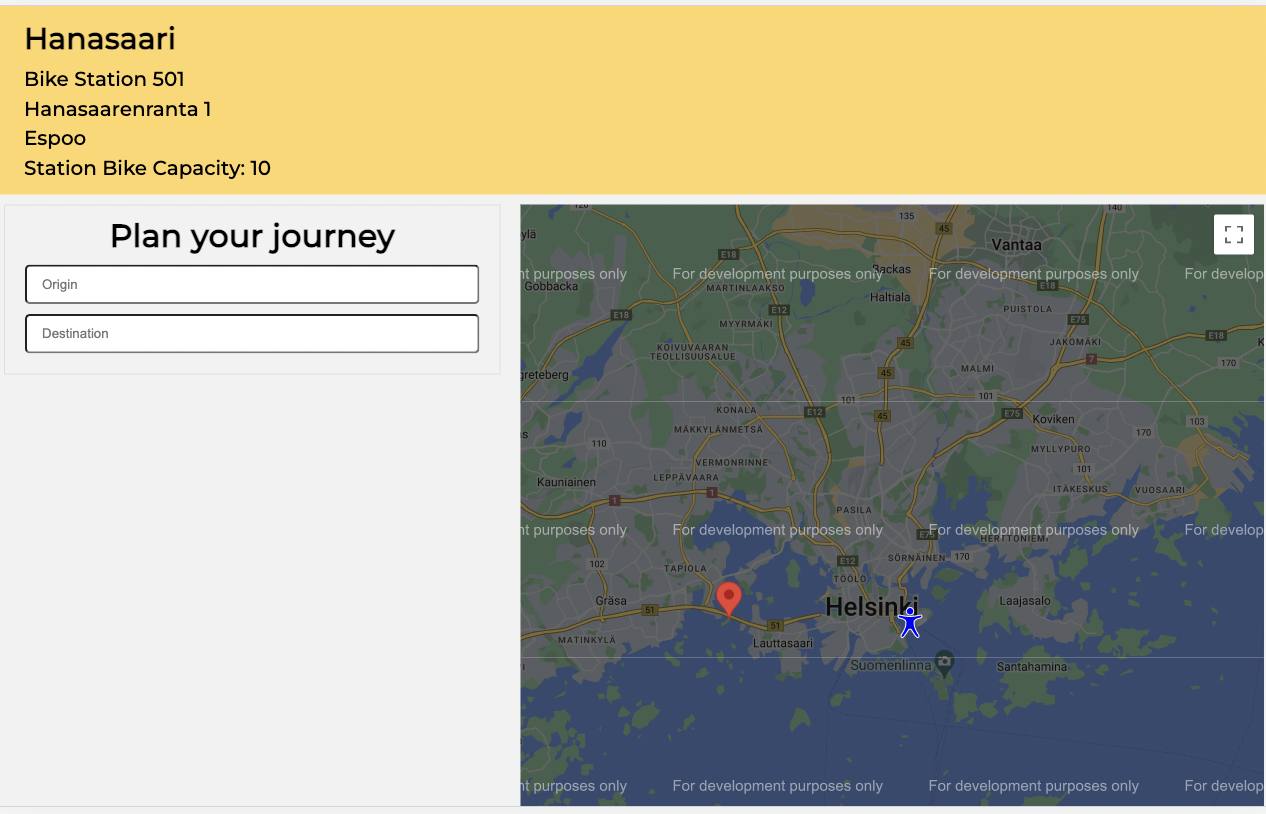 Hanasaari
Bike Station 501
Hanasaarenranta 1
Espoo
Station Bike Capacity: 10
Plan your journey
Origin
Destination
120
135
140
ylä
45
Vantaa
E18
nt purposes only
For development purposes only
For development purposes only
For develop
Backas
Gobbacka
MARTINLAAKSO
E18
Haltiala
E12
PUISTOLA
E18
MYYRMÄKI
E75
E18
KOIVUVAARAN
TEOLLISUUSALUE
45
JAKOMÄKI
K
7
170
greteberg
45
MALMI
101
101
KONALA
E12
45
E75
Koviken
103
MÄKKYLÄNMETSÄ
170
s
110
MYLLYPURO
VERMONRINNE
101
Kauniainen
LEPPÄVAARA
ITÄKESKUS
VUOSAARI
1
1
PASILA
nt purposes only
For development purposes only
For development purposes only
For develop
E75
HERTTONIEMI
102
TAPIOLA
E12
SÖRNÄINEN
170
TÖÖLÖ
Gräsa
51
Helsinki
Laajasalo
51
MATINKYLÄ
Lauttasaari
Suomenlinna
Santahamina
nt purposes only
For development purposes only
For development purposes only
For develop